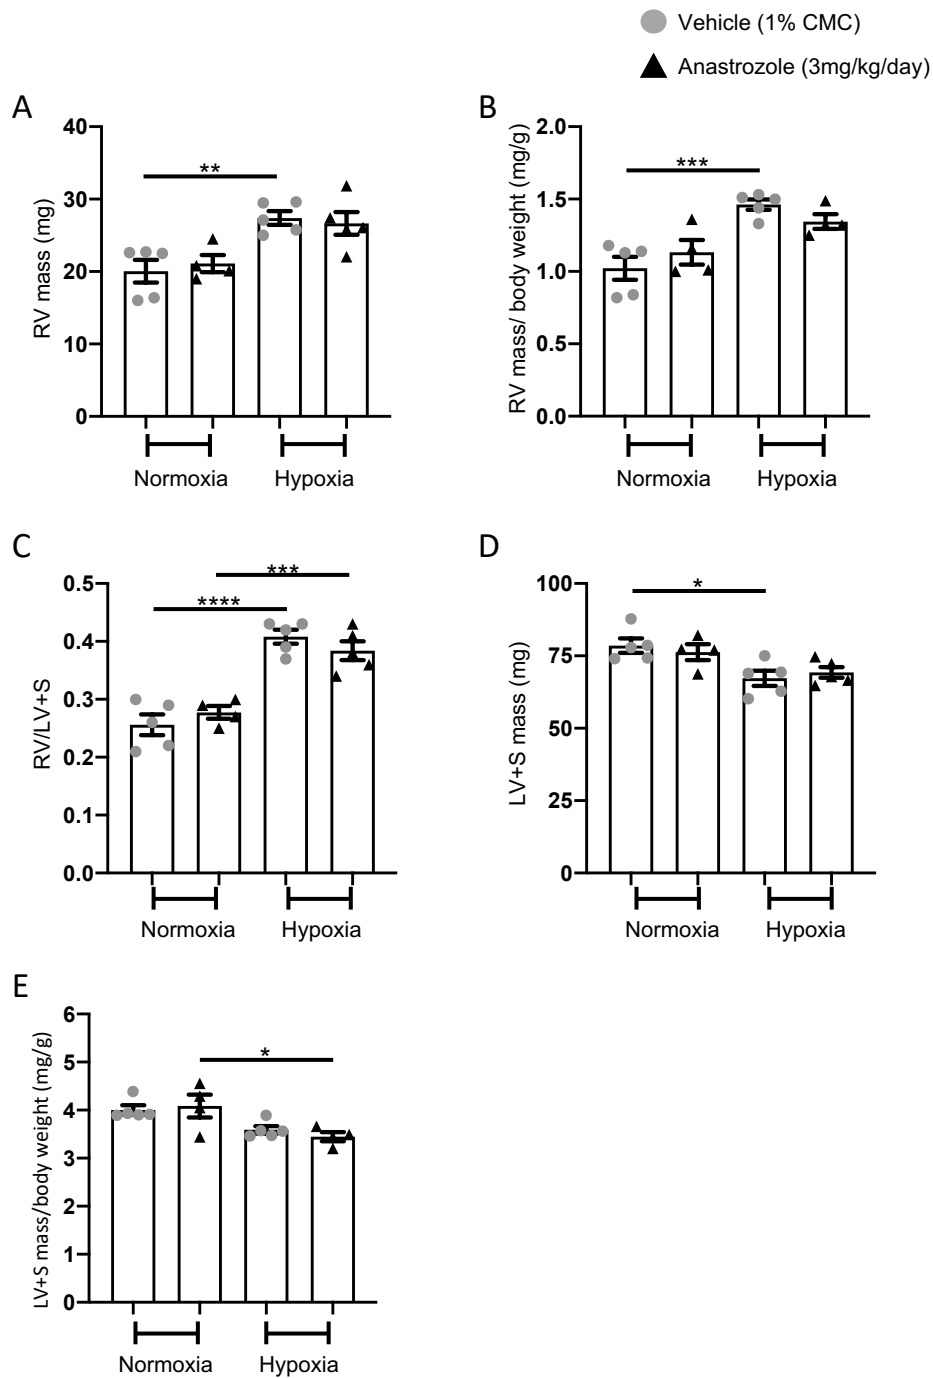 Vehicle (1% CMC)
Anastrozole (3mg/kg/day)
A
RV mass (mg)
40
30
20
10
0
**
Normoxia
Hypoxia
B
RV mass/ body weight (mg/g)
2.0
1.5
1.0
0.5
0.0
***
Normoxia
Hypoxia
C
RV/LV+S
0.5
0.4
0.3
0.2
0.1
0.0
***
****
Normoxia
Hypoxia
D
LV+S mass (mg)
100
75
50
25
0
*
Normoxia
Hypoxia
E
LV+S mass/body weight (mg/g)
6
5
4
3
2
1
0
*
Normoxia
Hypoxia